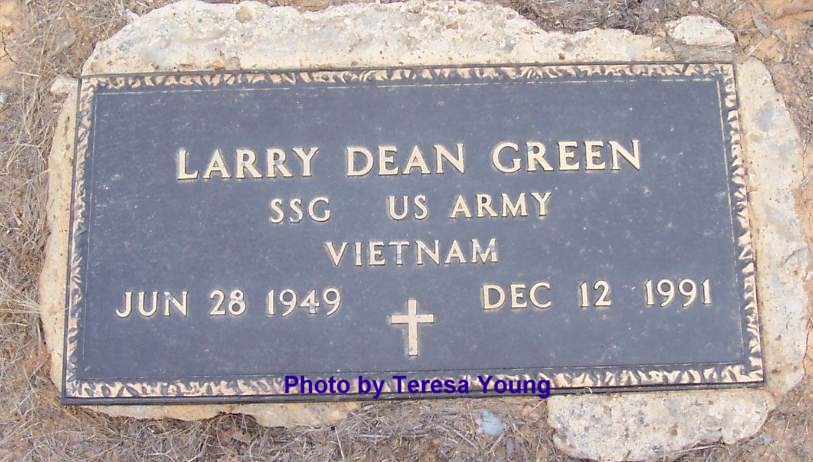 LARRY DEAN GREEN
SSG US ARMY
VIETNAM
JUN 28 1949 DEC 12 1991
Photo by Teresa Young